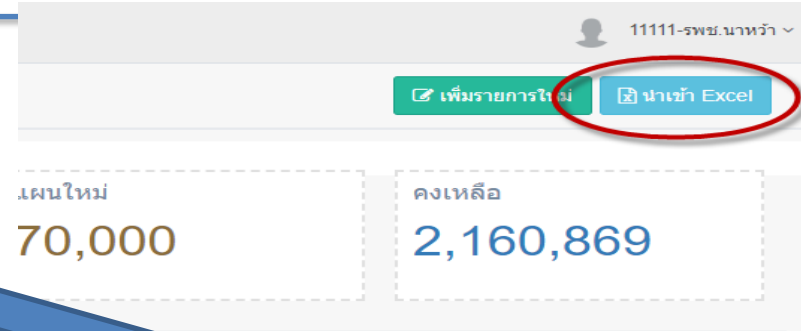 11111-รพช.นาหว้า
เพิ่มรายการใหม่ นำเข้า Excel
แผนใหม่ คงเหลือ
70,000 2,160,869